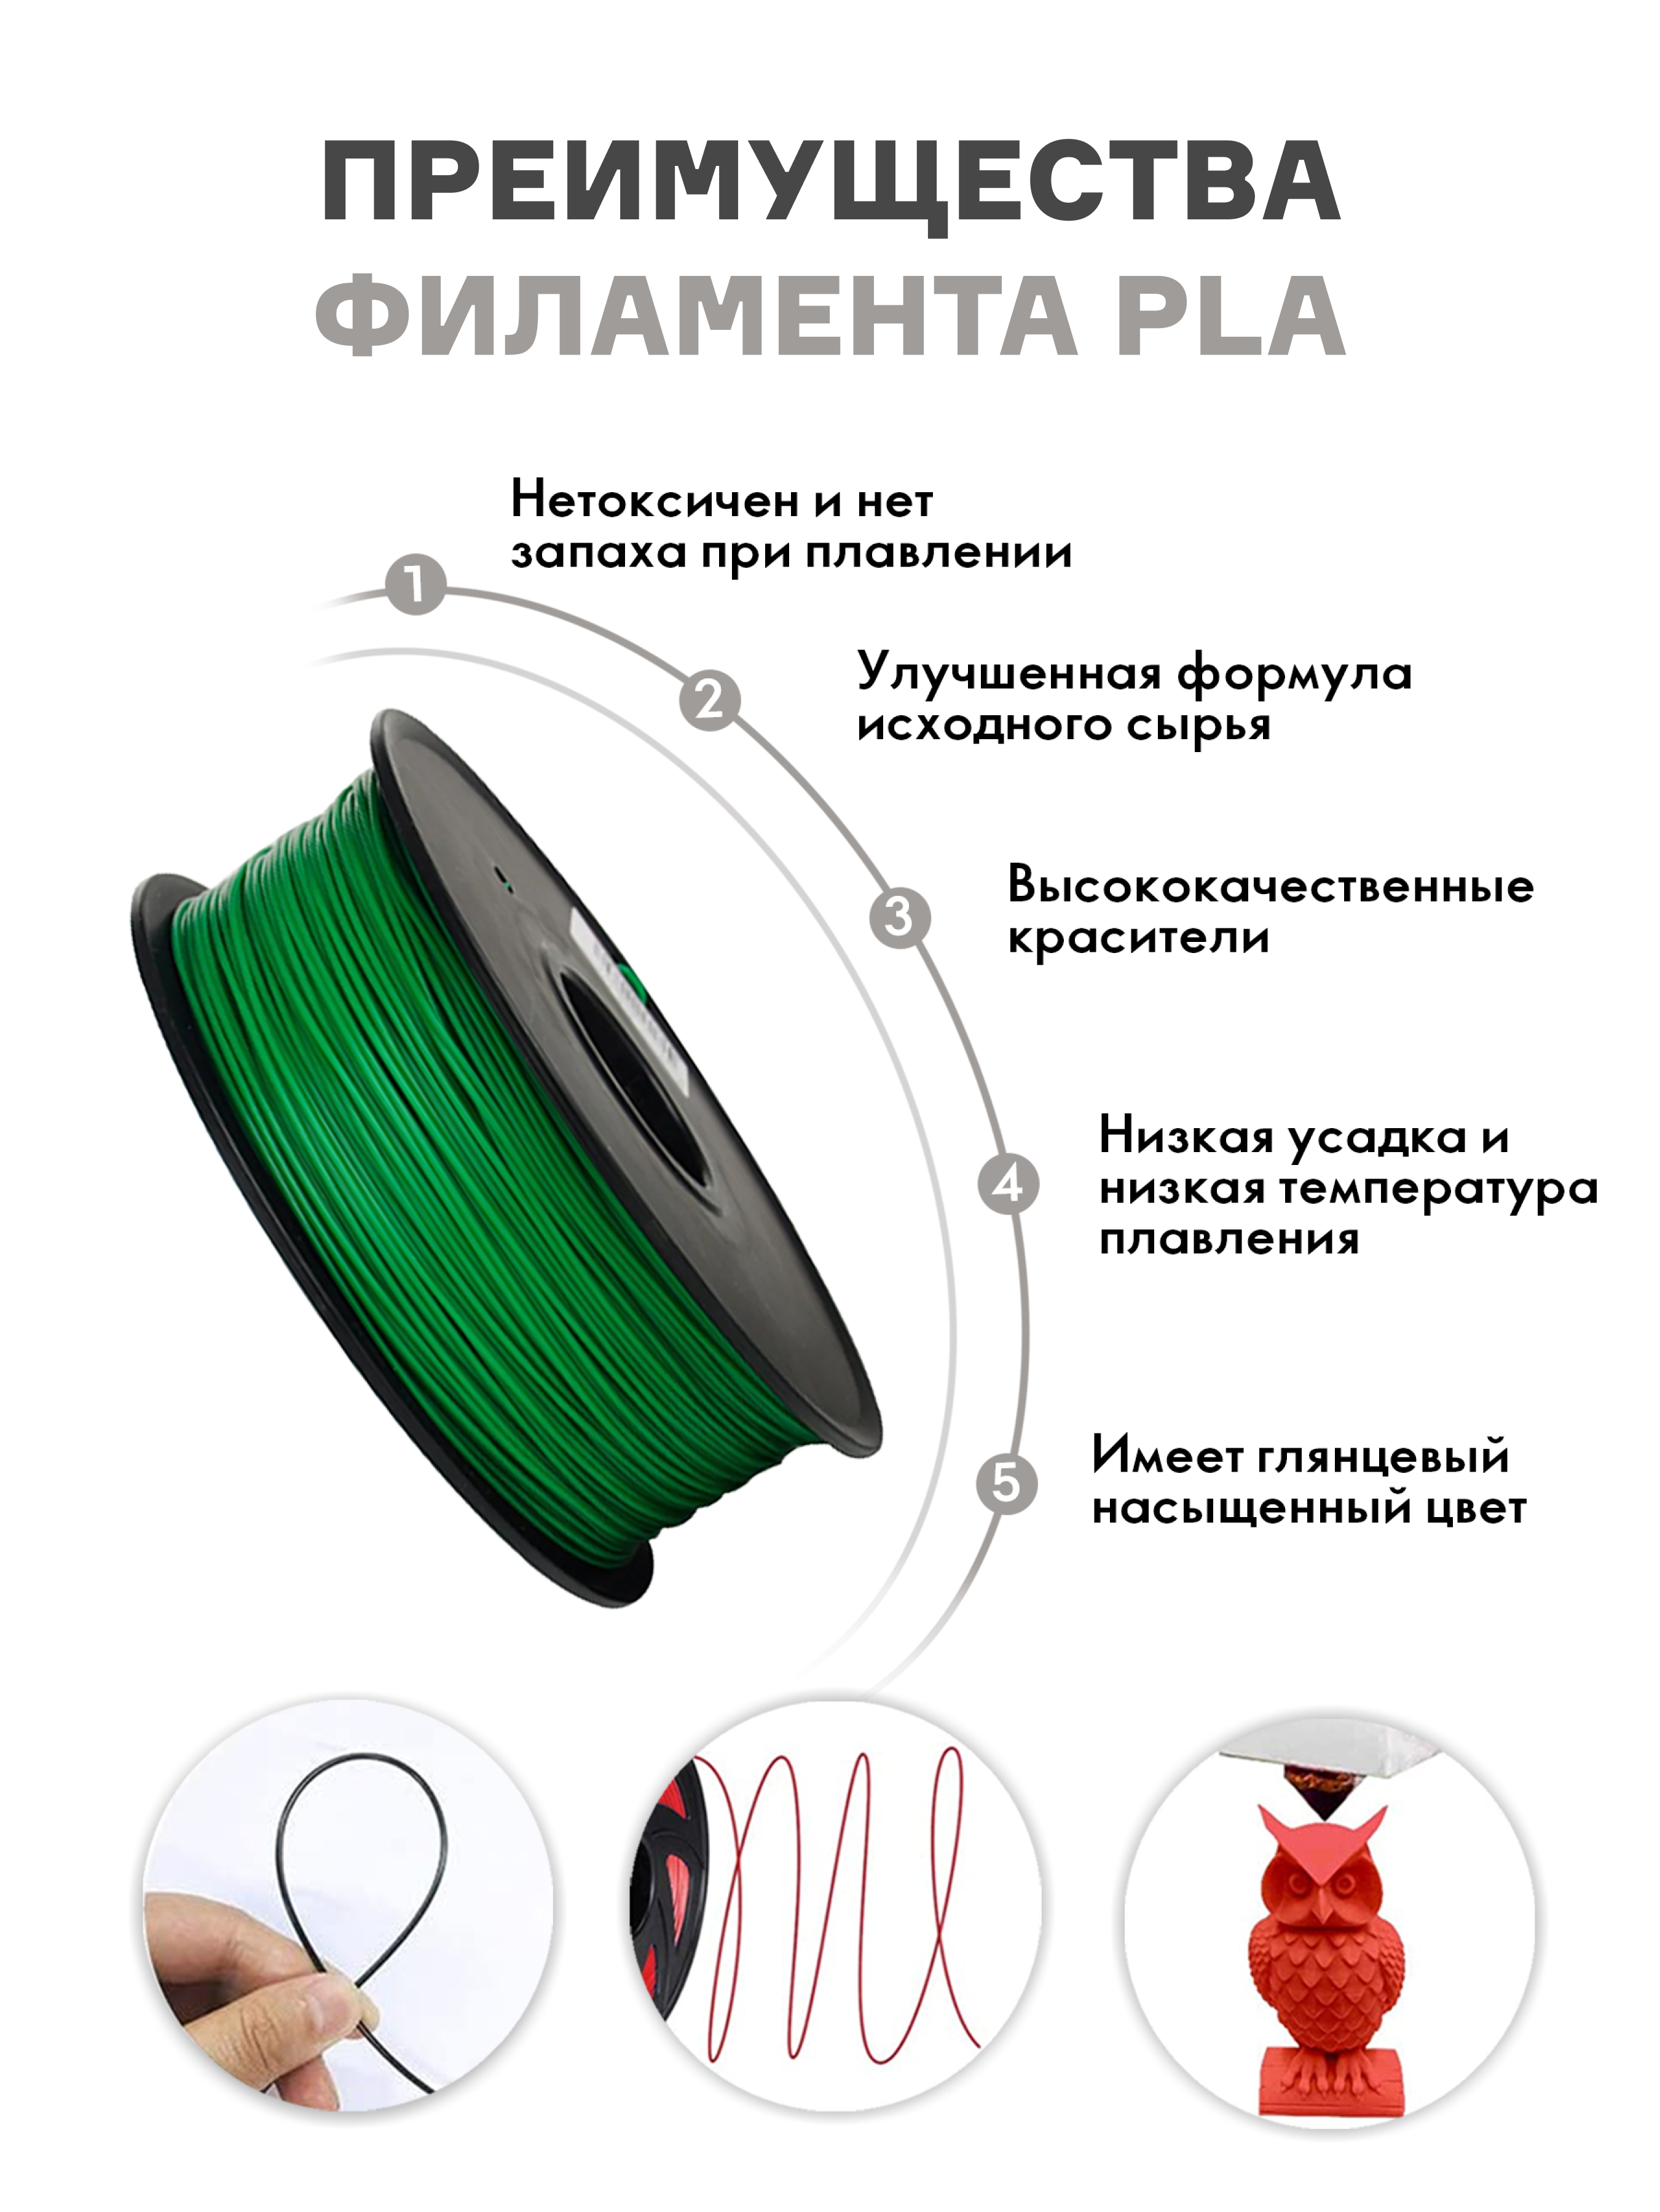 ПРЕИМУЩЕСТВА
ФИЛАМЕНТА PLA
1
Нетоксичен и нет
запаха при плавлении
2
Улучшенная формула
исходного сырья
3
Высококачественные
красители
4
Низкая усадка и
низкая температура
плавления
5
Имеет глянцевый
насыщенный цвет